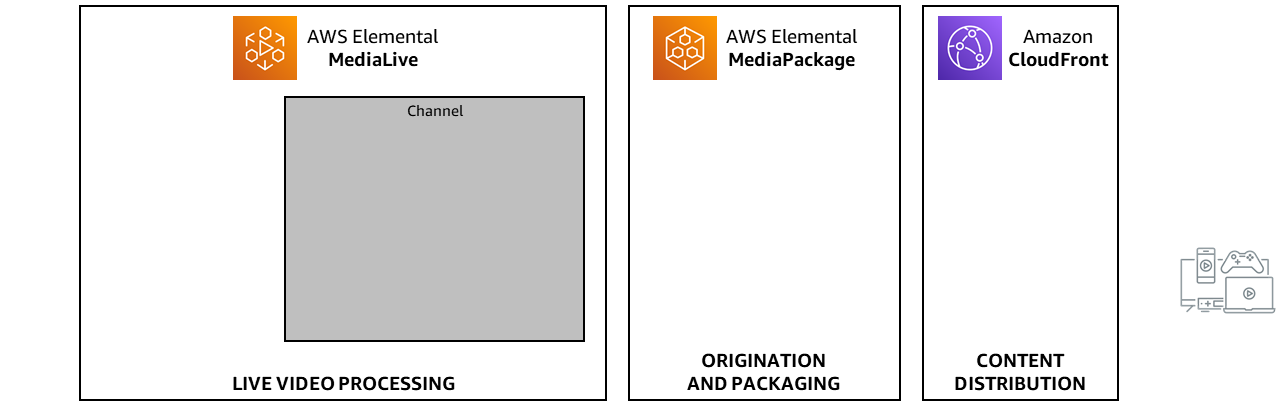 AWS Elemental
MediaLive
Channel
LIVE VIDEO PROCESSING
AWS Elemental
MediaPackage
ORIGINATION
AND PACKAGING
Amazon
CloudFront
CONTENT
DISTRIBUTION